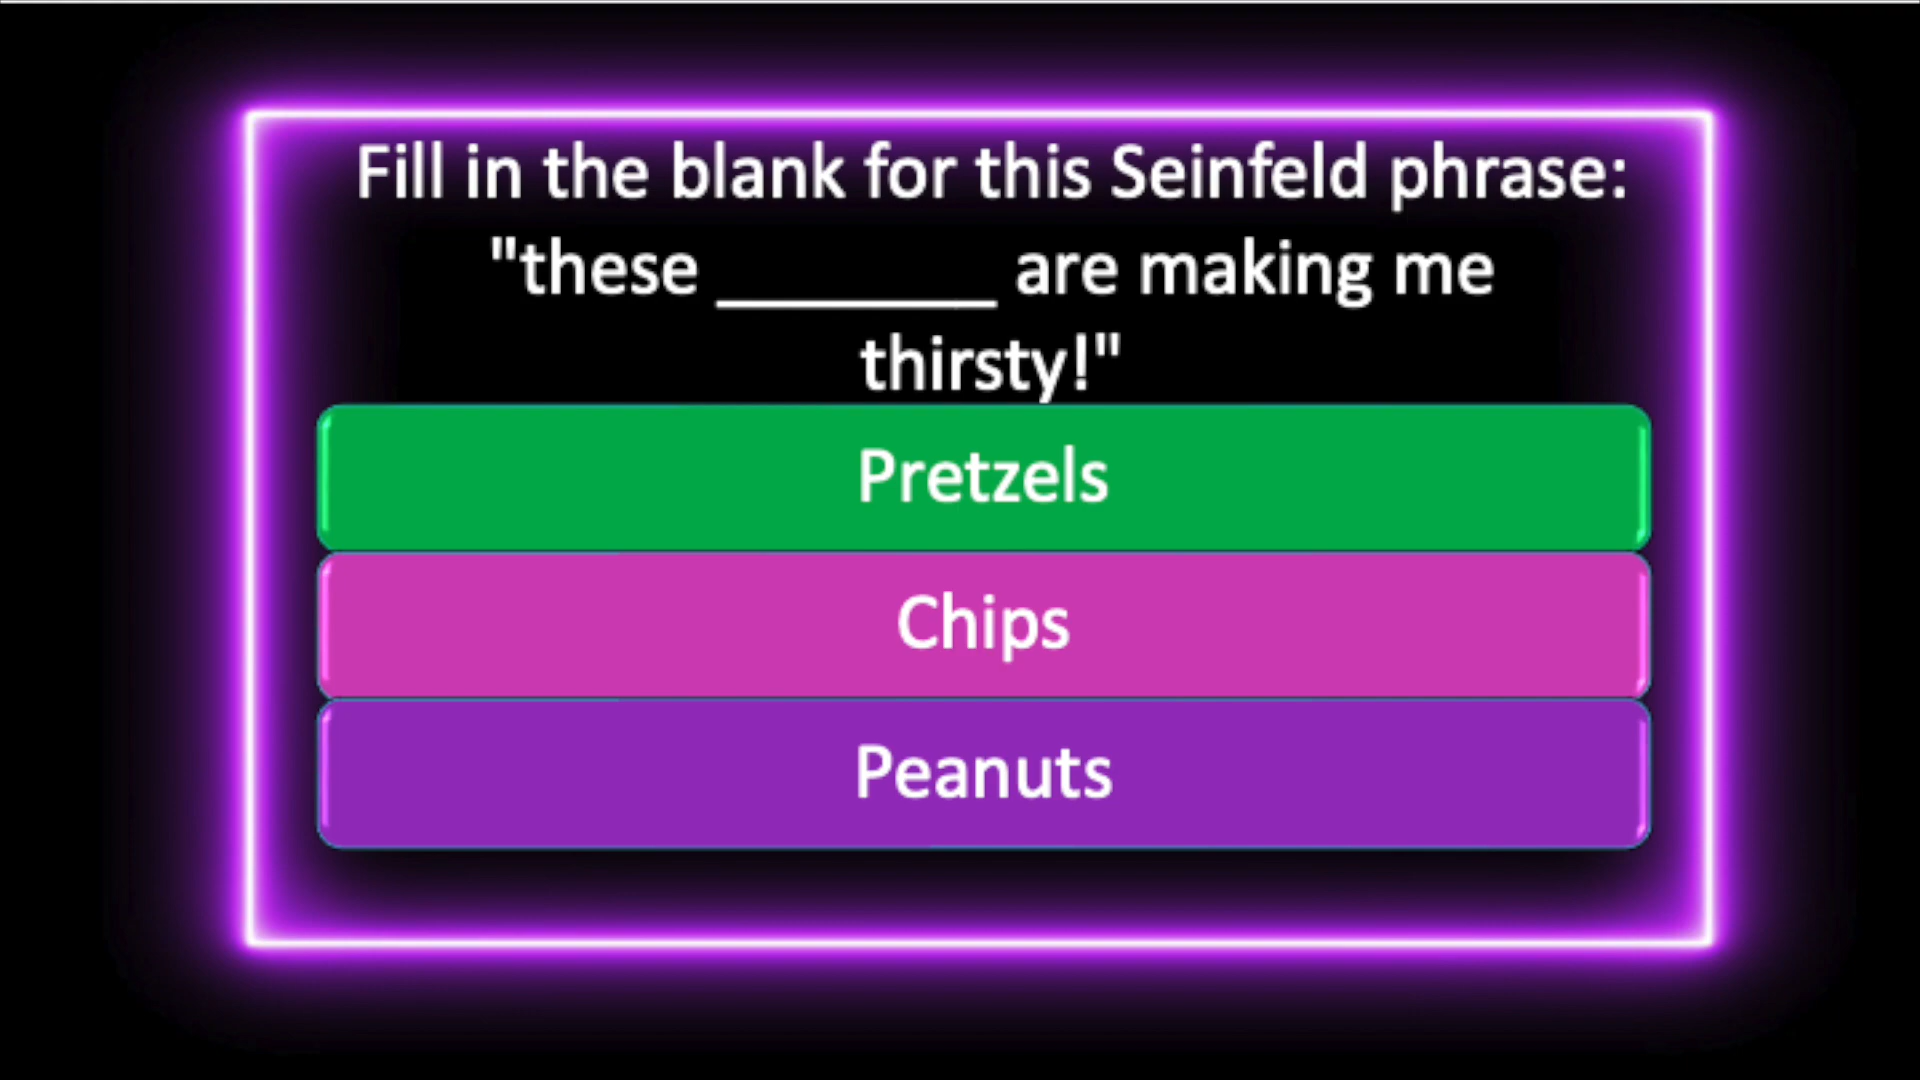 Fill in the blank for this Seinfeld phrase:
"these ________ are making me
thirsty!"
Pretzels
Chips
Peanuts